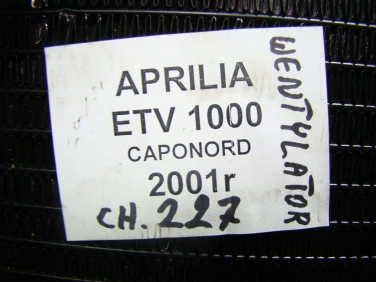 APRILIA
ETV 1000
CAPONORD
2001r
CH. 227
WENTYLATOR